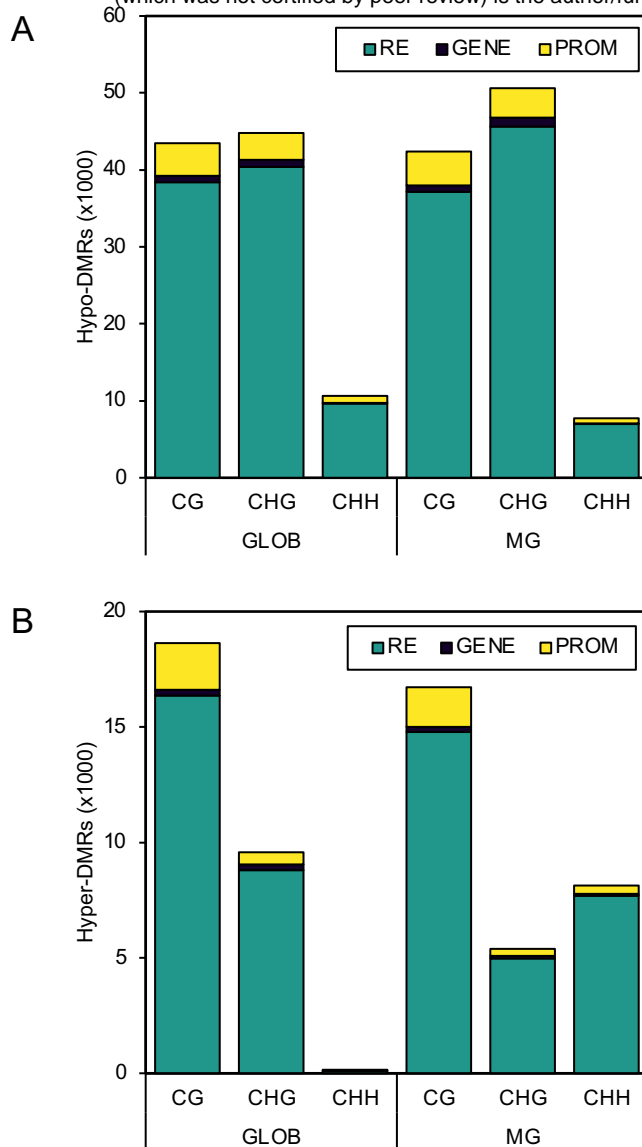 (which was not certified by peer review) is the author/fun
A
60
RE GENE PROM
50
40
30
20
10
0
Hypo-DMRs (x1000)
CG CHG CHH CG CHG CHH
GLOB MG
B
20
RE GENE PROM
15
10
5
0
Hyper-DMRs (x1000)
CG CHG CHH CG CHG CHH
GLOB MG